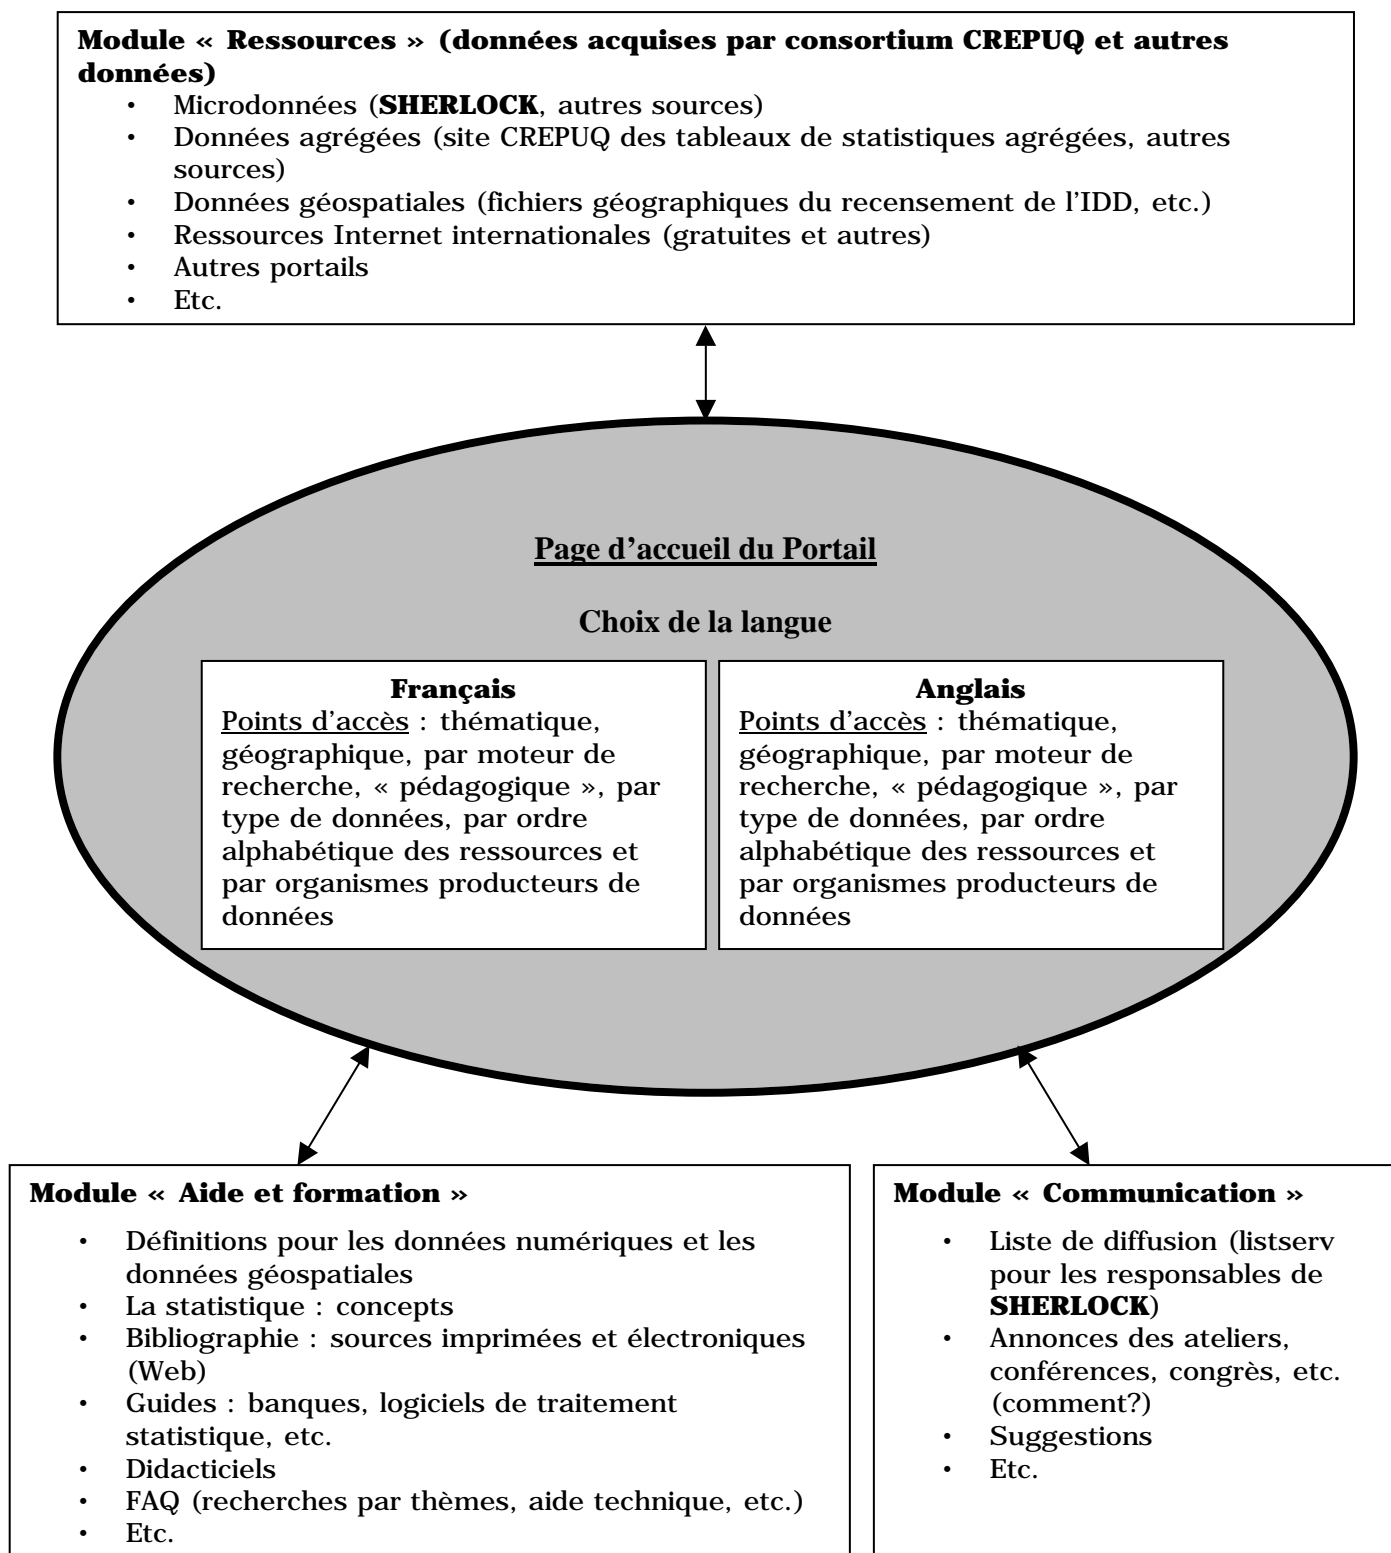 Module « Ressources » (données acquises par consortium CREPUQ et autres
données)
• Microdonnées (SHERLOCK, autres sources)
• Données agrégées (site CREPUQ des tableaux de statistiques agrégées, autres
sources)
• Données géospatiales (fichiers géographiques du recensement de l’IDD, etc.)
• Ressources Internet internationales (gratuites et autres)
• Autres portails
• Etc.
Page d’accueil du Portail
Choix de la langue
Français
Points d’accès : thématique,
géographique, par moteur de
recherche, « pédagogique », par
type de données, par ordre
alphabétique des ressources et
par organismes producteurs de
données
Anglais
Points d’accès : thématique,
géographique, par moteur de
recherche, « pédagogique », par
type de données, par ordre
alphabétique des ressources et
par organismes producteurs de
données
Module « Aide et formation »
• Définitions pour les données numériques et les
données géospatiales
• La statistique : concepts
• Bibliographie : sources imprimées et électroniques
(Web)
• Guides : banques, logiciels de traitement
statistique, etc.
• Didacticiels
• FAQ (recherches par thèmes, aide technique, etc.)
• Etc.
Module « Communication »
• Liste de diffusion (listserv
pour les responsables de
SHERLOCK)
• Annonces des ateliers,
conférences, congrès, etc.
(comment?)
• Suggestions
• Etc.